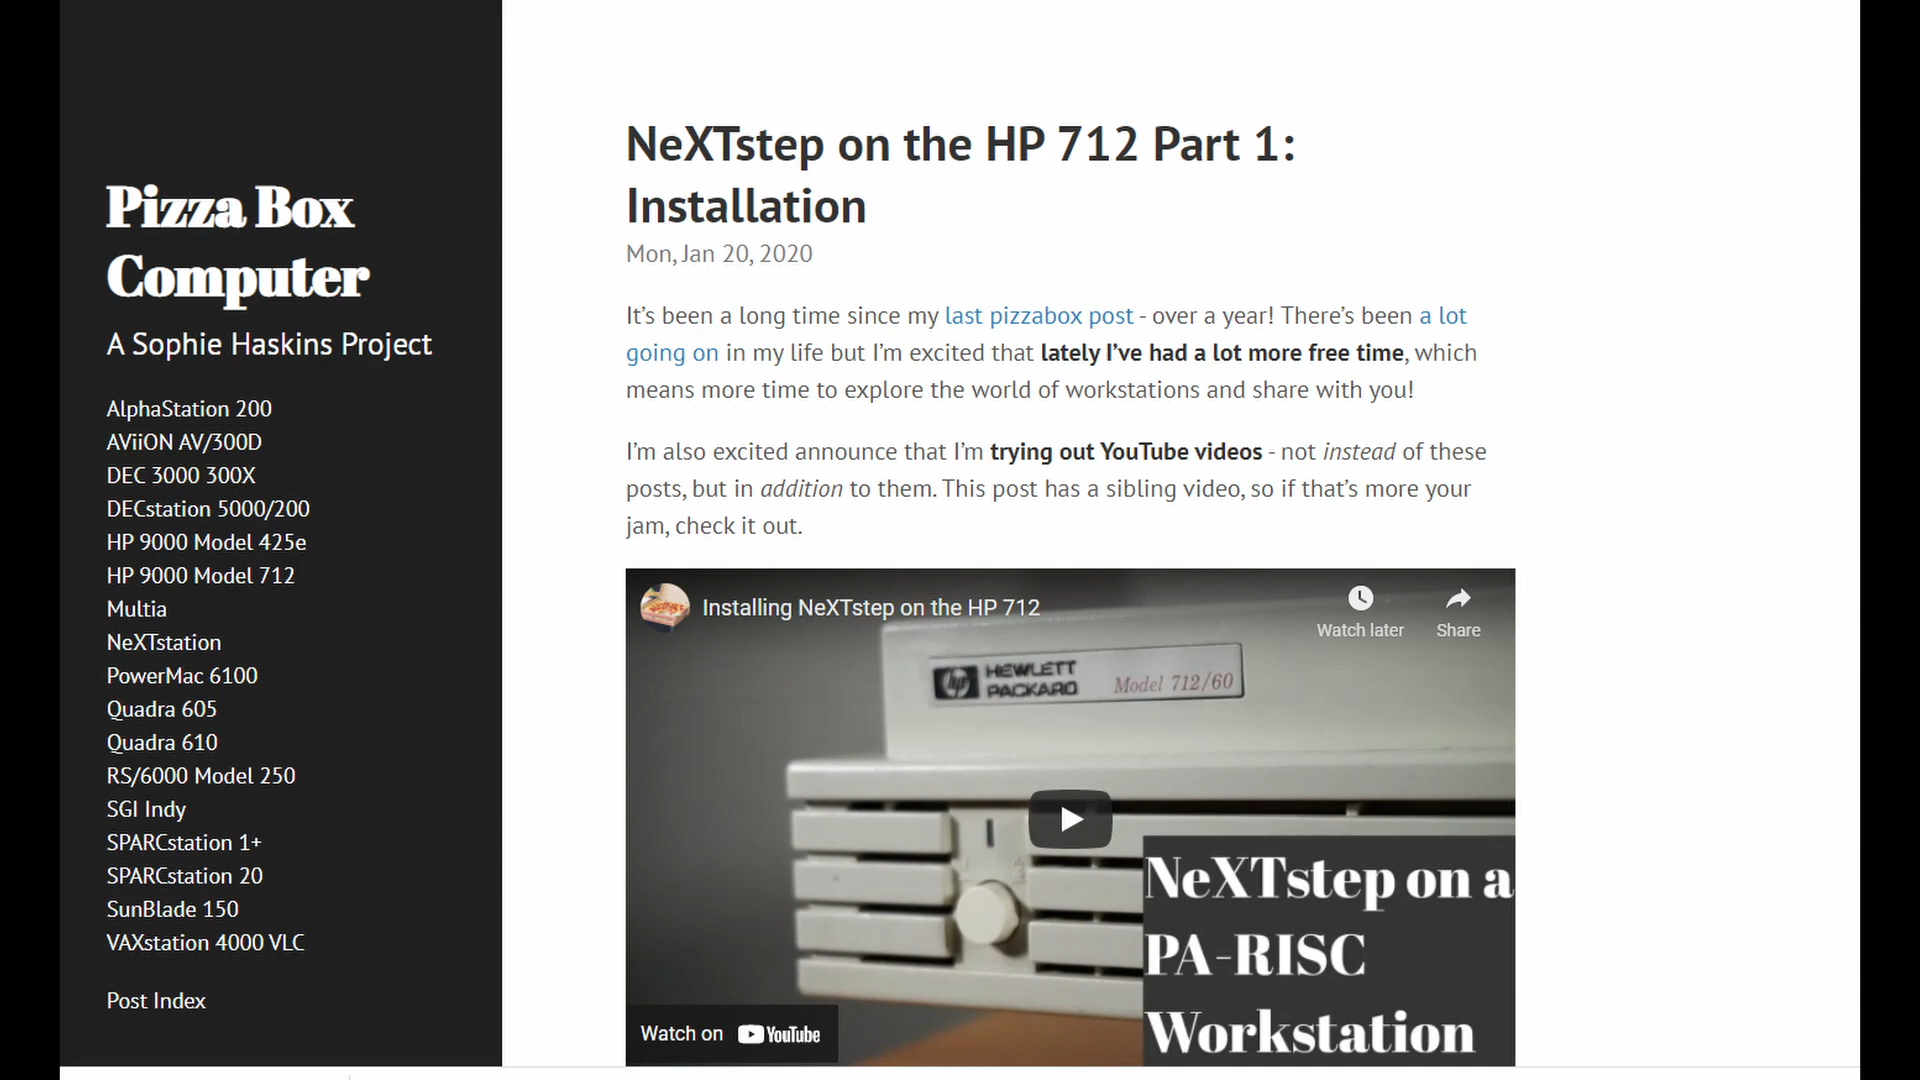 Pizza Box
Computer
A Sophie Haskins Project
AlphaStation 200
AViiON AV/300D
DEC 3000 300X
DECstation 5000/200
HP 9000 Model 425e
HP 9000 Model 712
Multia
NeXTstation
PowerMac 6100
Quadra 605
Quadra 610
RS/6000 Model 250
SGI Indy
SPARCstation 1+
SPARCstation 20
SunBlade 150
VAXstation 4000 VLC
Post Index
NeXTstep on the HP 712 Part 1:
Installation
Mon, Jan 20, 2020
It’s been a long time since my last pizzabox post - over a year! There’s been a lot
going on in my life but I’m excited that lately I’ve had a lot more free time, which
means more time to explore the world of workstations and share with you!
I’m also excited announce that I’m trying out YouTube videos - not instead of these
posts, but in addition to them. This post has a sibling video, so if that’s more your
jam, check it out.
Installing NeXTstep on the HP 712
Watch later
Share
hp HEWLETT
PACKARD Model 712/60
NeXTstep on a
PA-RISC
Workstation
Watch on YouTube